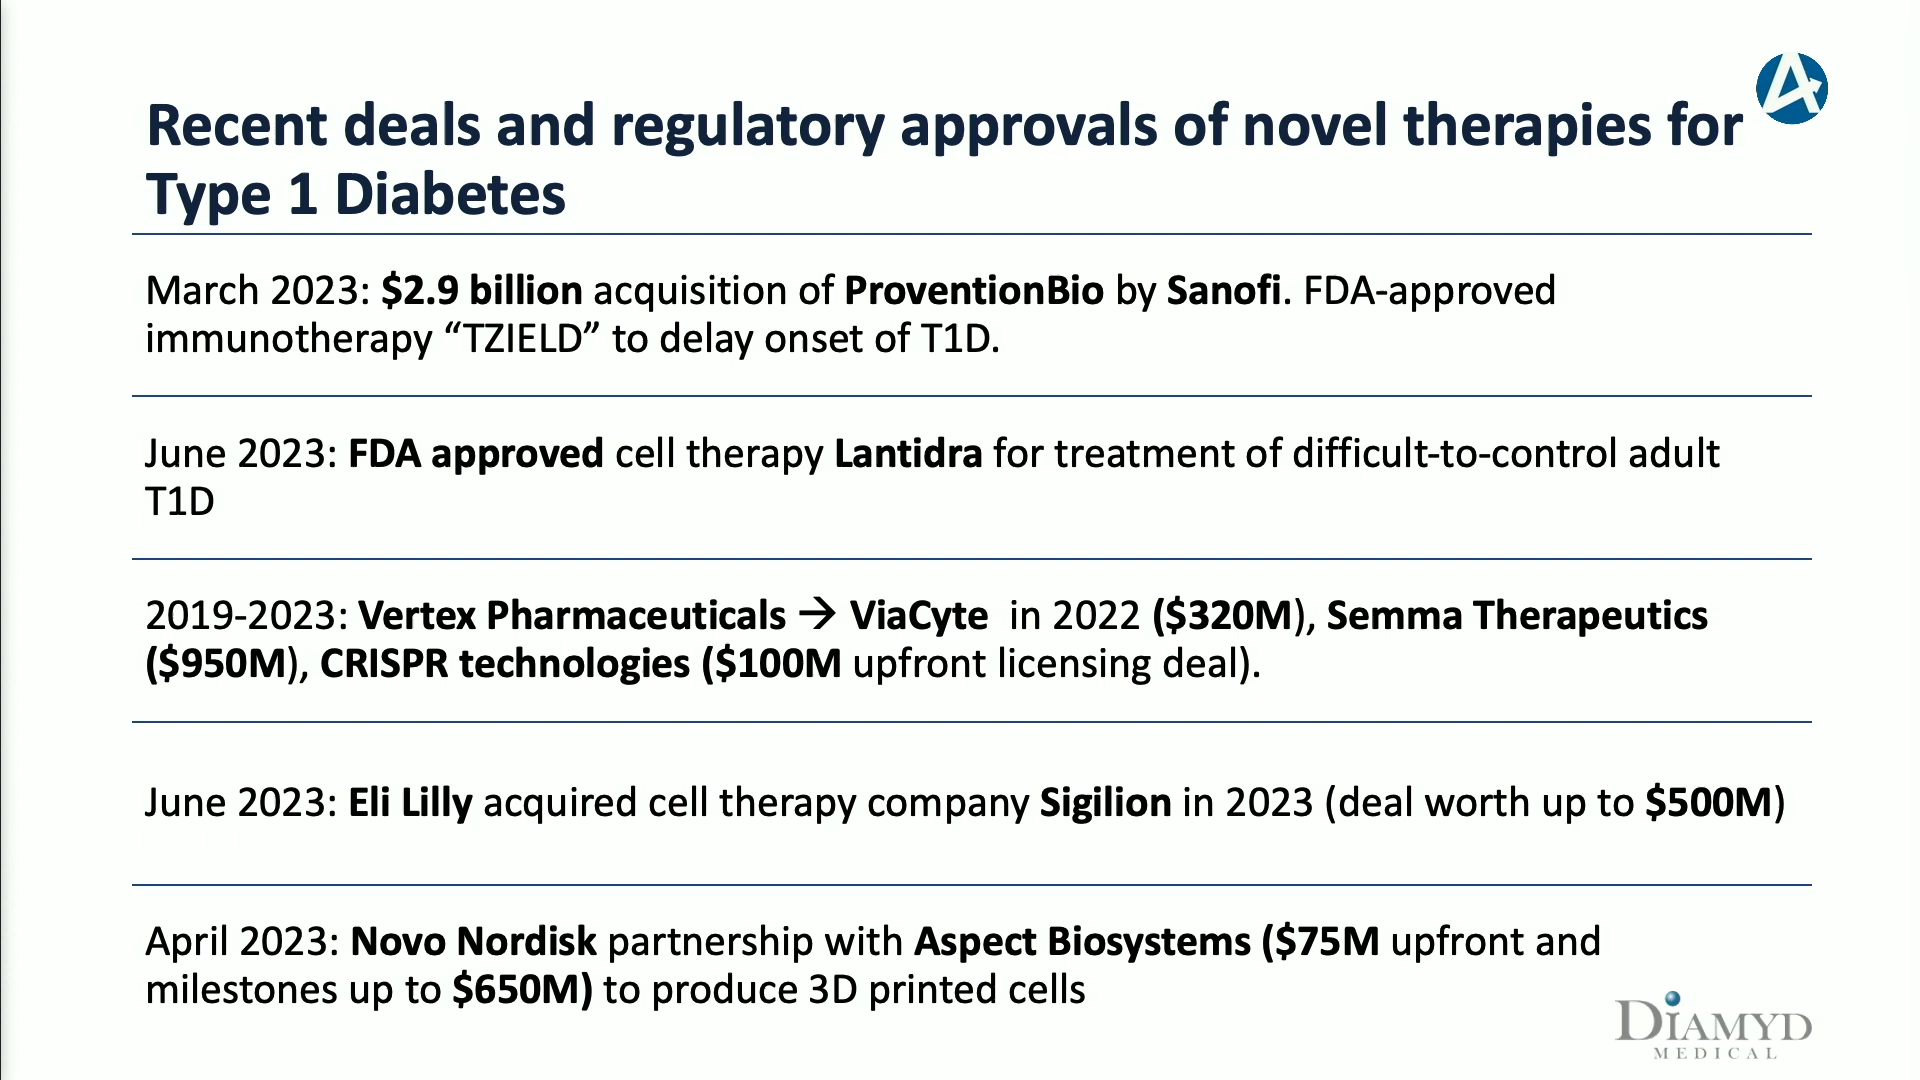 Recent deals and regulatory approvals of novel therapies for
Type 1 Diabetes
March 2023: $2.9 billion acquisition of ProventionBio by Sanofi. FDA-approved
immunotherapy “TZIELD” to delay onset of T1D.
June 2023: FDA approved cell therapy Lantidra for treatment of difficult-to-control adult
T1D
2019-2023: Vertex Pharmaceuticals → ViaCyte in 2022 ($320M), Semma Therapeutics
($950M), CRISPR technologies ($100M upfront licensing deal).
June 2023: Eli Lilly acquired cell therapy company Sigilion in 2023 (deal worth up to $500M)
April 2023: Novo Nordisk partnership with Aspect Biosystems ($75M upfront and
milestones up to $650M) to produce 3D printed cells
DIAMYD
MEDICAL